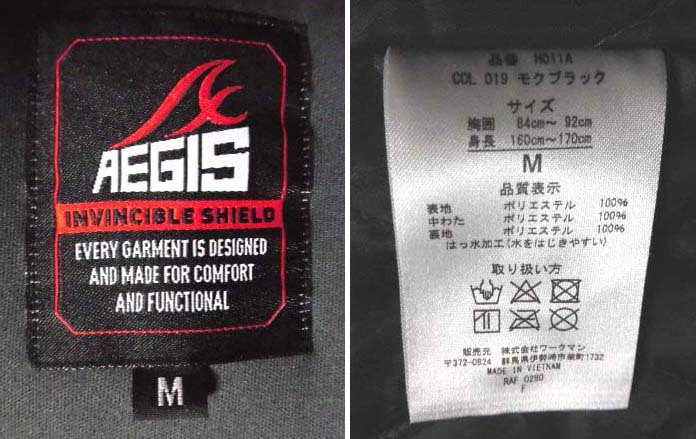 AEGIS
INVINCIBLE SHIELD
EVERY GARMENT IS DESIGNED
AND MADE FOR COMFORT
AND FUNCTIONAL
M
品番 H011A
COL 019 モクブラック
サイズ
胸囲 84cm～ 92cm
身長 160cm～170cm
M
品質表示
表地 ポリエステル 100%
中わた ポリエステル 100%
裏地 ポリエステル 100%
はっ水加工(水をはじきやすい)
取り扱い方
販売元 株式会社ワークマン
〒372-0824 群馬県伊勢崎市柴町1732
MADE IN VIETNAM
RAF 0290
F